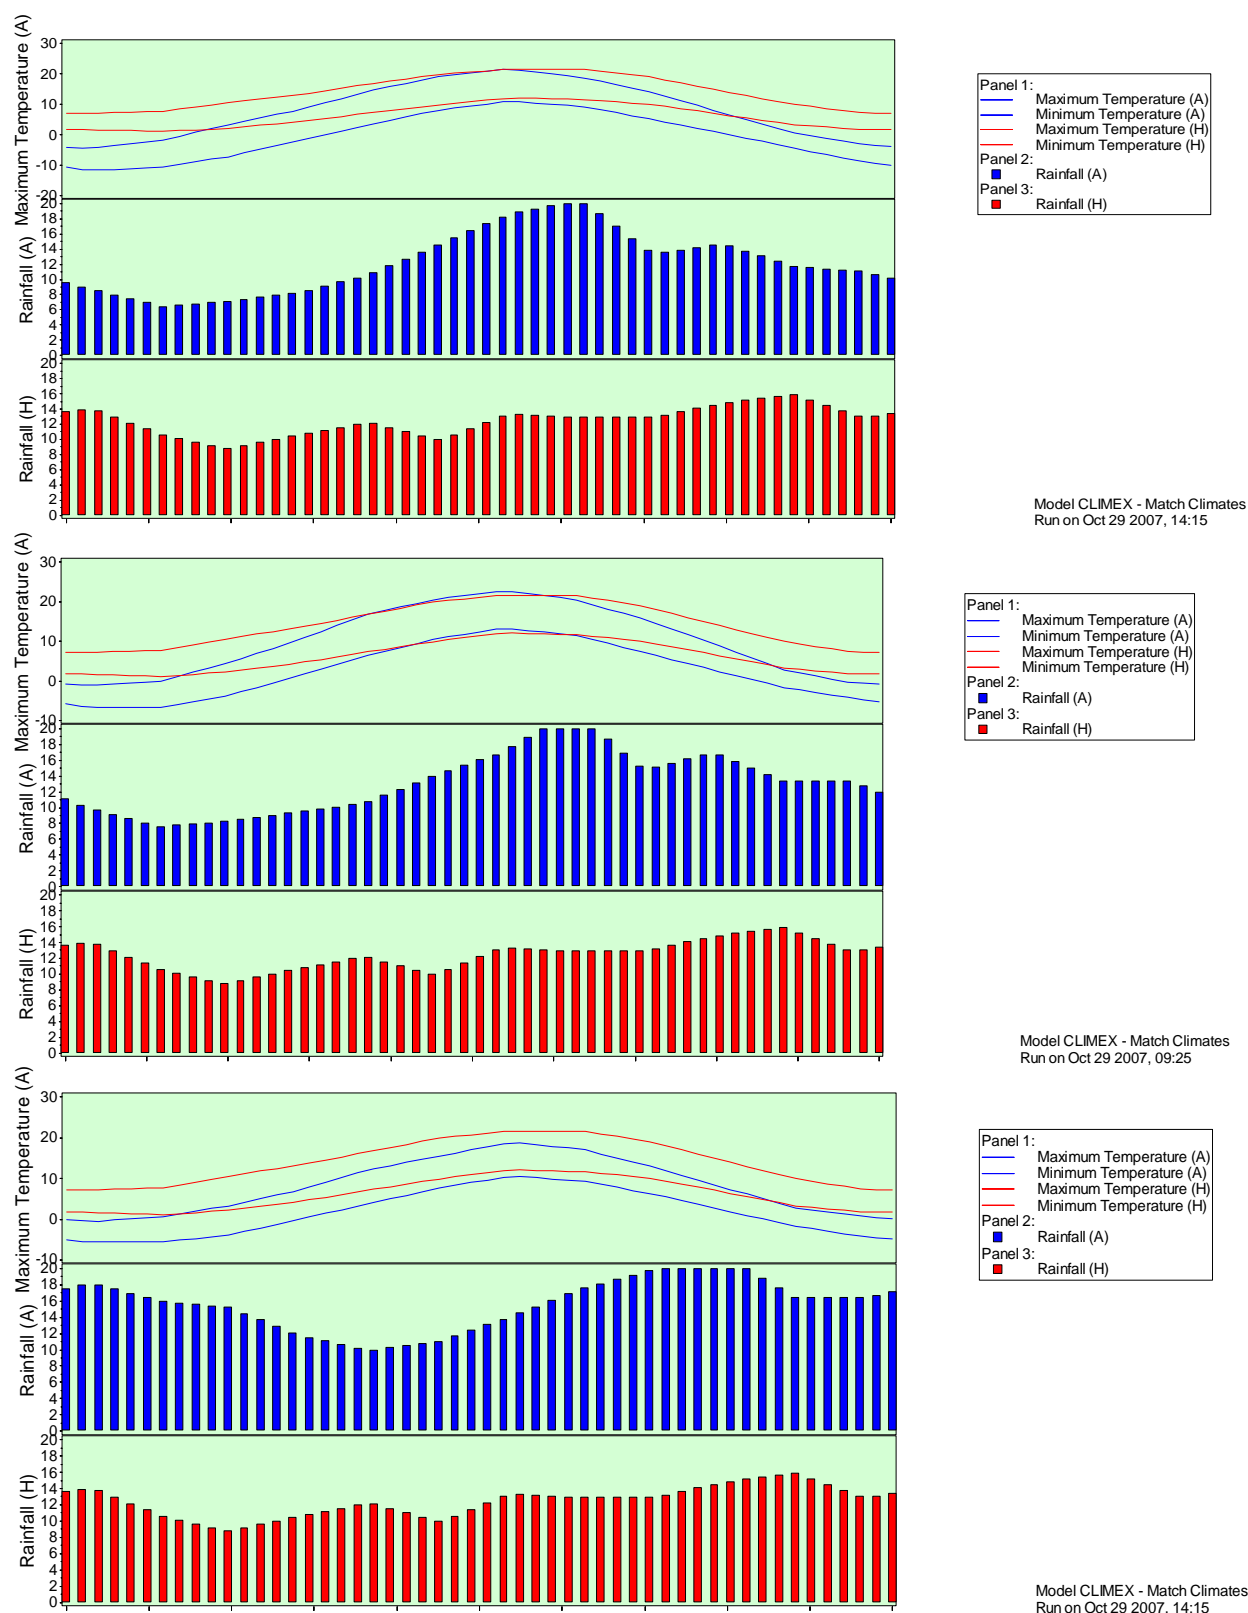 Maximum Temperature (A)
30
20
10
0
-10
-20
Rainfall (A)
20
18
16
14
12
10
8
6
4
2
0
Rainfall (H)
20
18
16
14
12
10
8
6
4
2
0
Panel 1:
Maximum Temperature (A)
Minimum Temperature (A)
Maximum Temperature (H)
Minimum Temperature (H)
Panel 2:
Rainfall (A)
Panel 3:
Rainfall (H)
Model CLIMEX - Match Climates
Run on Oct 29 2007, 14:15
Maximum Temperature (A)
30
20
10
0
-10
Rainfall (A)
20
18
16
14
12
10
8
6
4
2
0
Rainfall (H)
20
18
16
14
12
10
8
6
4
2
0
Panel 1:
Maximum Temperature (A)
Minimum Temperature (A)
Maximum Temperature (H)
Minimum Temperature (H)
Panel 2:
Rainfall (A)
Panel 3:
Rainfall (H)
Model CLIMEX - Match Climates
Run on Oct 29 2007, 09:25
Maximum Temperature (A)
30
20
10
0
-10
Rainfall (A)
20
18
16
14
12
10
8
6
4
2
0
Rainfall (H)
20
18
16
14
12
10
8
6
4
2
0
Panel 1:
Maximum Temperature (A)
Minimum Temperature (A)
Maximum Temperature (H)
Minimum Temperature (H)
Panel 2:
Rainfall (A)
Panel 3:
Rainfall (H)
Model CLIMEX - Match Climates
Run on Oct 29 2007, 14:15